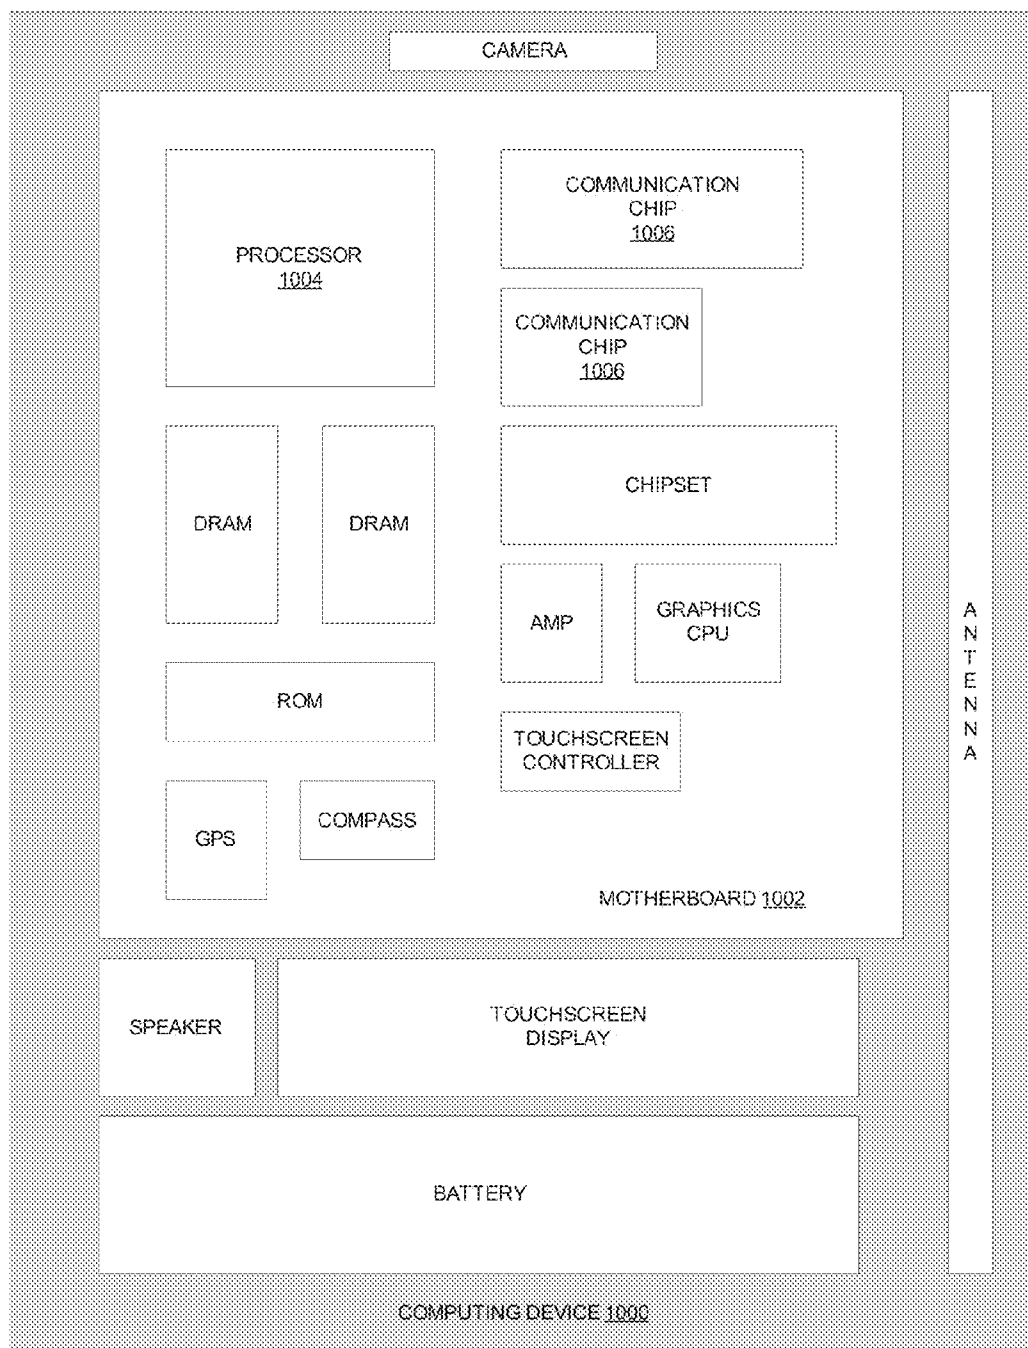 CAMERA
PROCESSOR
1004
COMMUNICATION
CHIP
1006
COMMUNICATION
CHIP
1006
DRAM
DRAM
CHIPSET
AMP
GRAPHICS
CPU
ROM
TOUCHSCREEN
CONTROLLER
GPS
COMPASS
MOTHERBOARD 1002
ANTENNA
SPEAKER
TOUCHSCREEN
DISPLAY
BATTERY
COMPUTING DEVICE 1000